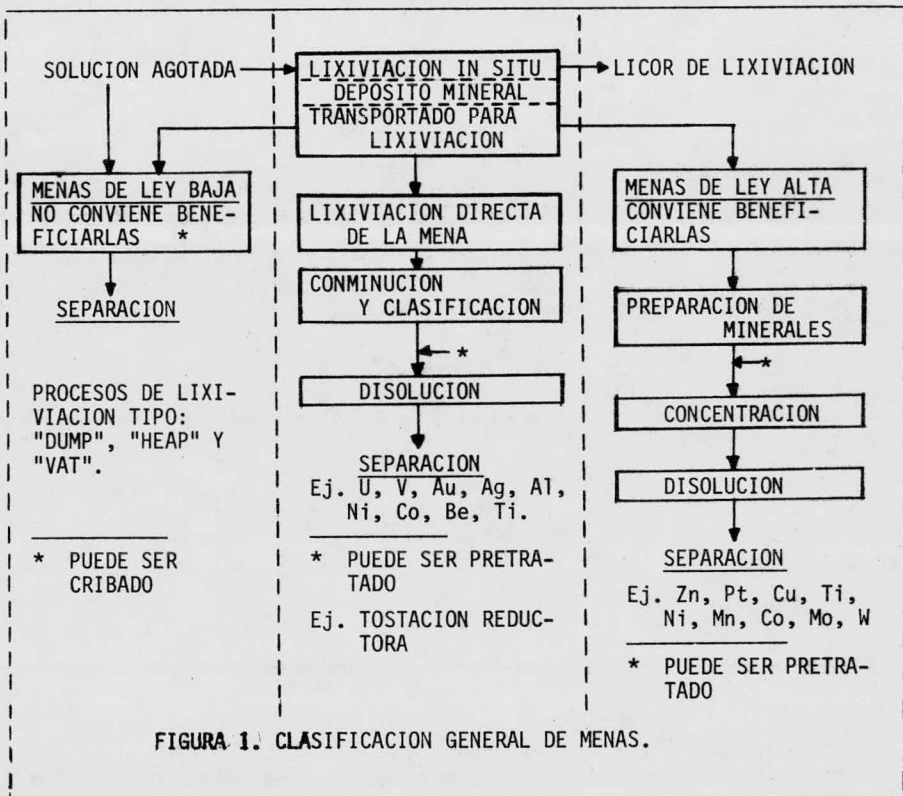 SOLUCION AGOTADA
LIXIVIACION IN SITU
DEPOSITO MINERAL
TRANSPORTADO PARA
LIXIVIACION
LICOR DE LIXIVIACION
MENAS DE LEY BAJA
NO CONVIENE BENE-
FICIARLAS *
SEPARACION
PROCESOS DE LIXI-
VIACION TIPO:
"DUMP", "HEAP" Y
"VAT".
* PUEDE SER
CRIBADO
LIXIVIACION DIRECTA
DE LA MENA
CONMINUCION
Y CLASIFICACION
*
DISOLUCION
SEPARACION
Ej. U, V, Au, Ag, Al,
Ni, Co, Be, Ti.
* PUEDE SER PRETRA-
TADO
Ej. TOSTACION REDUC-
TORA
MENAS DE LEY ALTA
CONVIENE BENEFI-
CIARLAS
PREPARACION DE
MINERALES
*
CONCENTRACION
DISOLUCION
SEPARACION
Ej. Zn, Pt, Cu, Ti,
Ni, Mn, Co, Mo, W
* PUEDE SER PRETRA-
TADO
FIGURA 1. CLASIFICACION GENERAL DE MENAS.